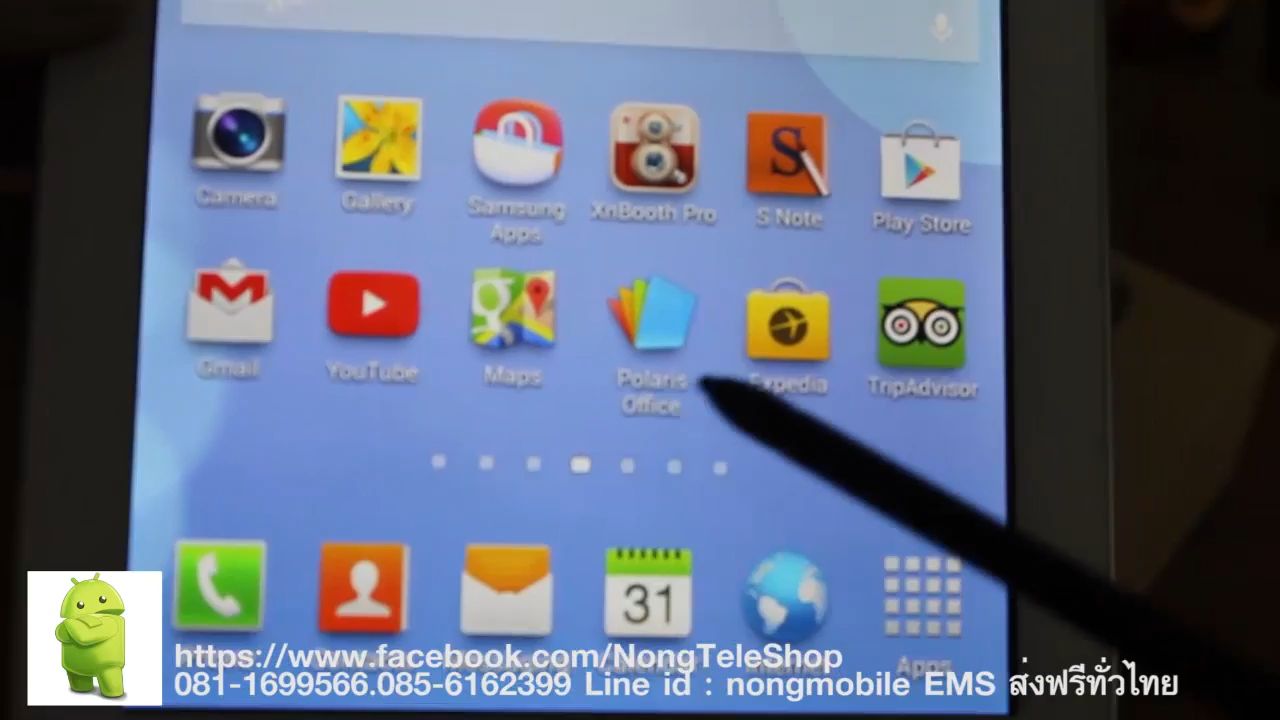 Camera
Gallery
Samsung
Apps
XnBooth Pro
S Note
Play Store
Gmail
YouTube
Maps
Polaris
Office
Expedia
TripAdvisor
31
Apps
https://www.facebook.com/NongTeleShop
081-1699566.085-6162399 Line id : nongmobile EMS ส่งฟรีทั่วไทย